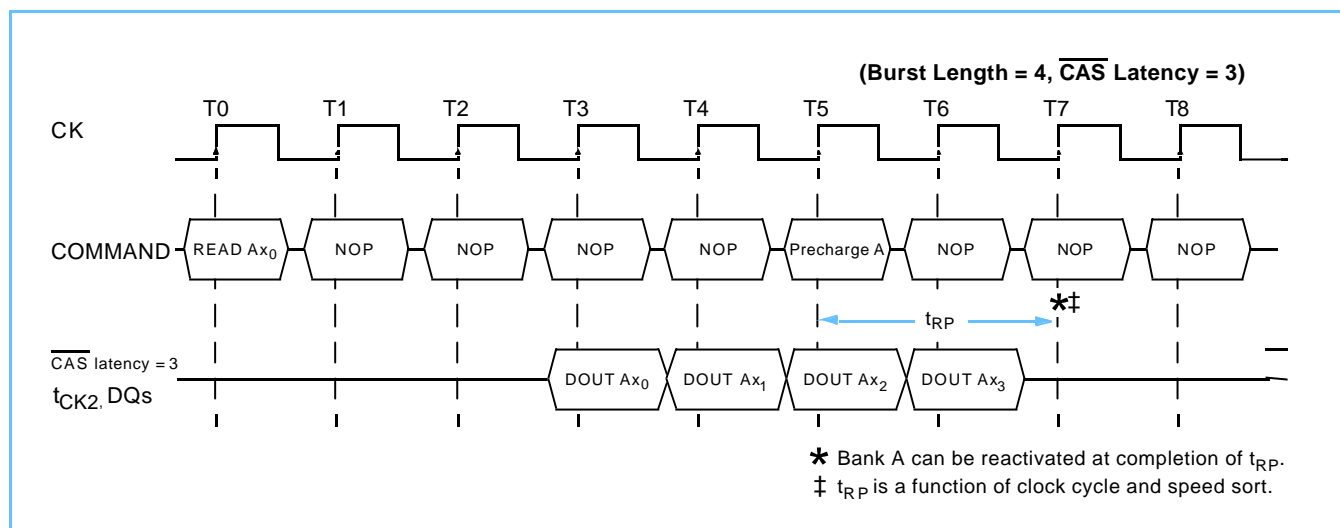 (Burst Length = 4, CAS Latency = 3)
T0 T1 T2 T3 T4 T5 T6 T7 T8
CK
COMMAND READ Ax0 NOP NOP NOP NOP Precharge A NOP NOP NOP
*‡
tRP
CAS latency = 3
tCK2, DQs DOUT Ax0 DOUT Ax1 DOUT Ax2 DOUT Ax3
* Bank A can be reactivated at completion of tRP.
‡ tRP is a function of clock cycle and speed sort.